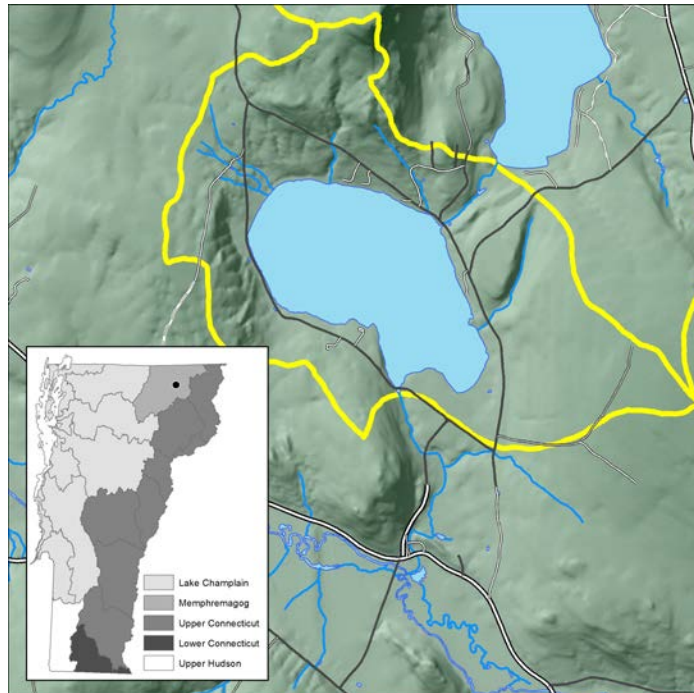 Lake Champlain
Memphremagog
Upper Connecticut
Lower Connecticut
Upper Hudson